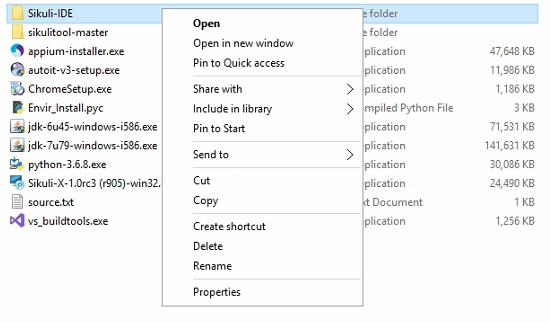 Sikuli-IDE Open e folder
sikulitool-master Open in new window e folder
appium-installer.exe Pin to Quick access plication 47,648 KB
autoit-v3-setup.exe plication 11,986 KB
ChromeSetup.exe Share with plication 1,186 KB
Envir_Install.pyc Include in library mpiled Python File 3 KB
jdk-6u45-windows-i586.exe Pin to Start plication 71,531 KB
jdk-7u79-windows-i586.exe Send to plication 141,631 KB
python-3.6.8.exe Cut plication 30,086 KB
Sikuli-X-1.0rc3 (r905)-win32. Copy plication 24,490 KB
source.txt xt Document 1 KB
vs_buildtools.exe Create shortcut plication 1,256 KB
Delete
Rename
Properties